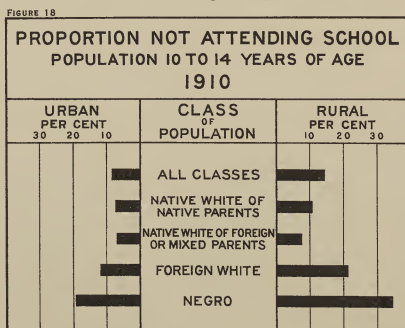 FIGURE 18
PROPORTION NOT ATTENDING SCHOOL
POPULATION 10 TO 14 YEARS OF AGE
1910
URBAN
PER CENT
30 20 10
CLASS
OF
POPULATION
RURAL
PER CENT
10 20 30
ALL CLASSES
NATIVE WHITE OF
NATIVE PARENTS
NATIVE WHITE OF FOREIGN
OR MIXED PARENTS
FOREIGN WHITE
NEGRO